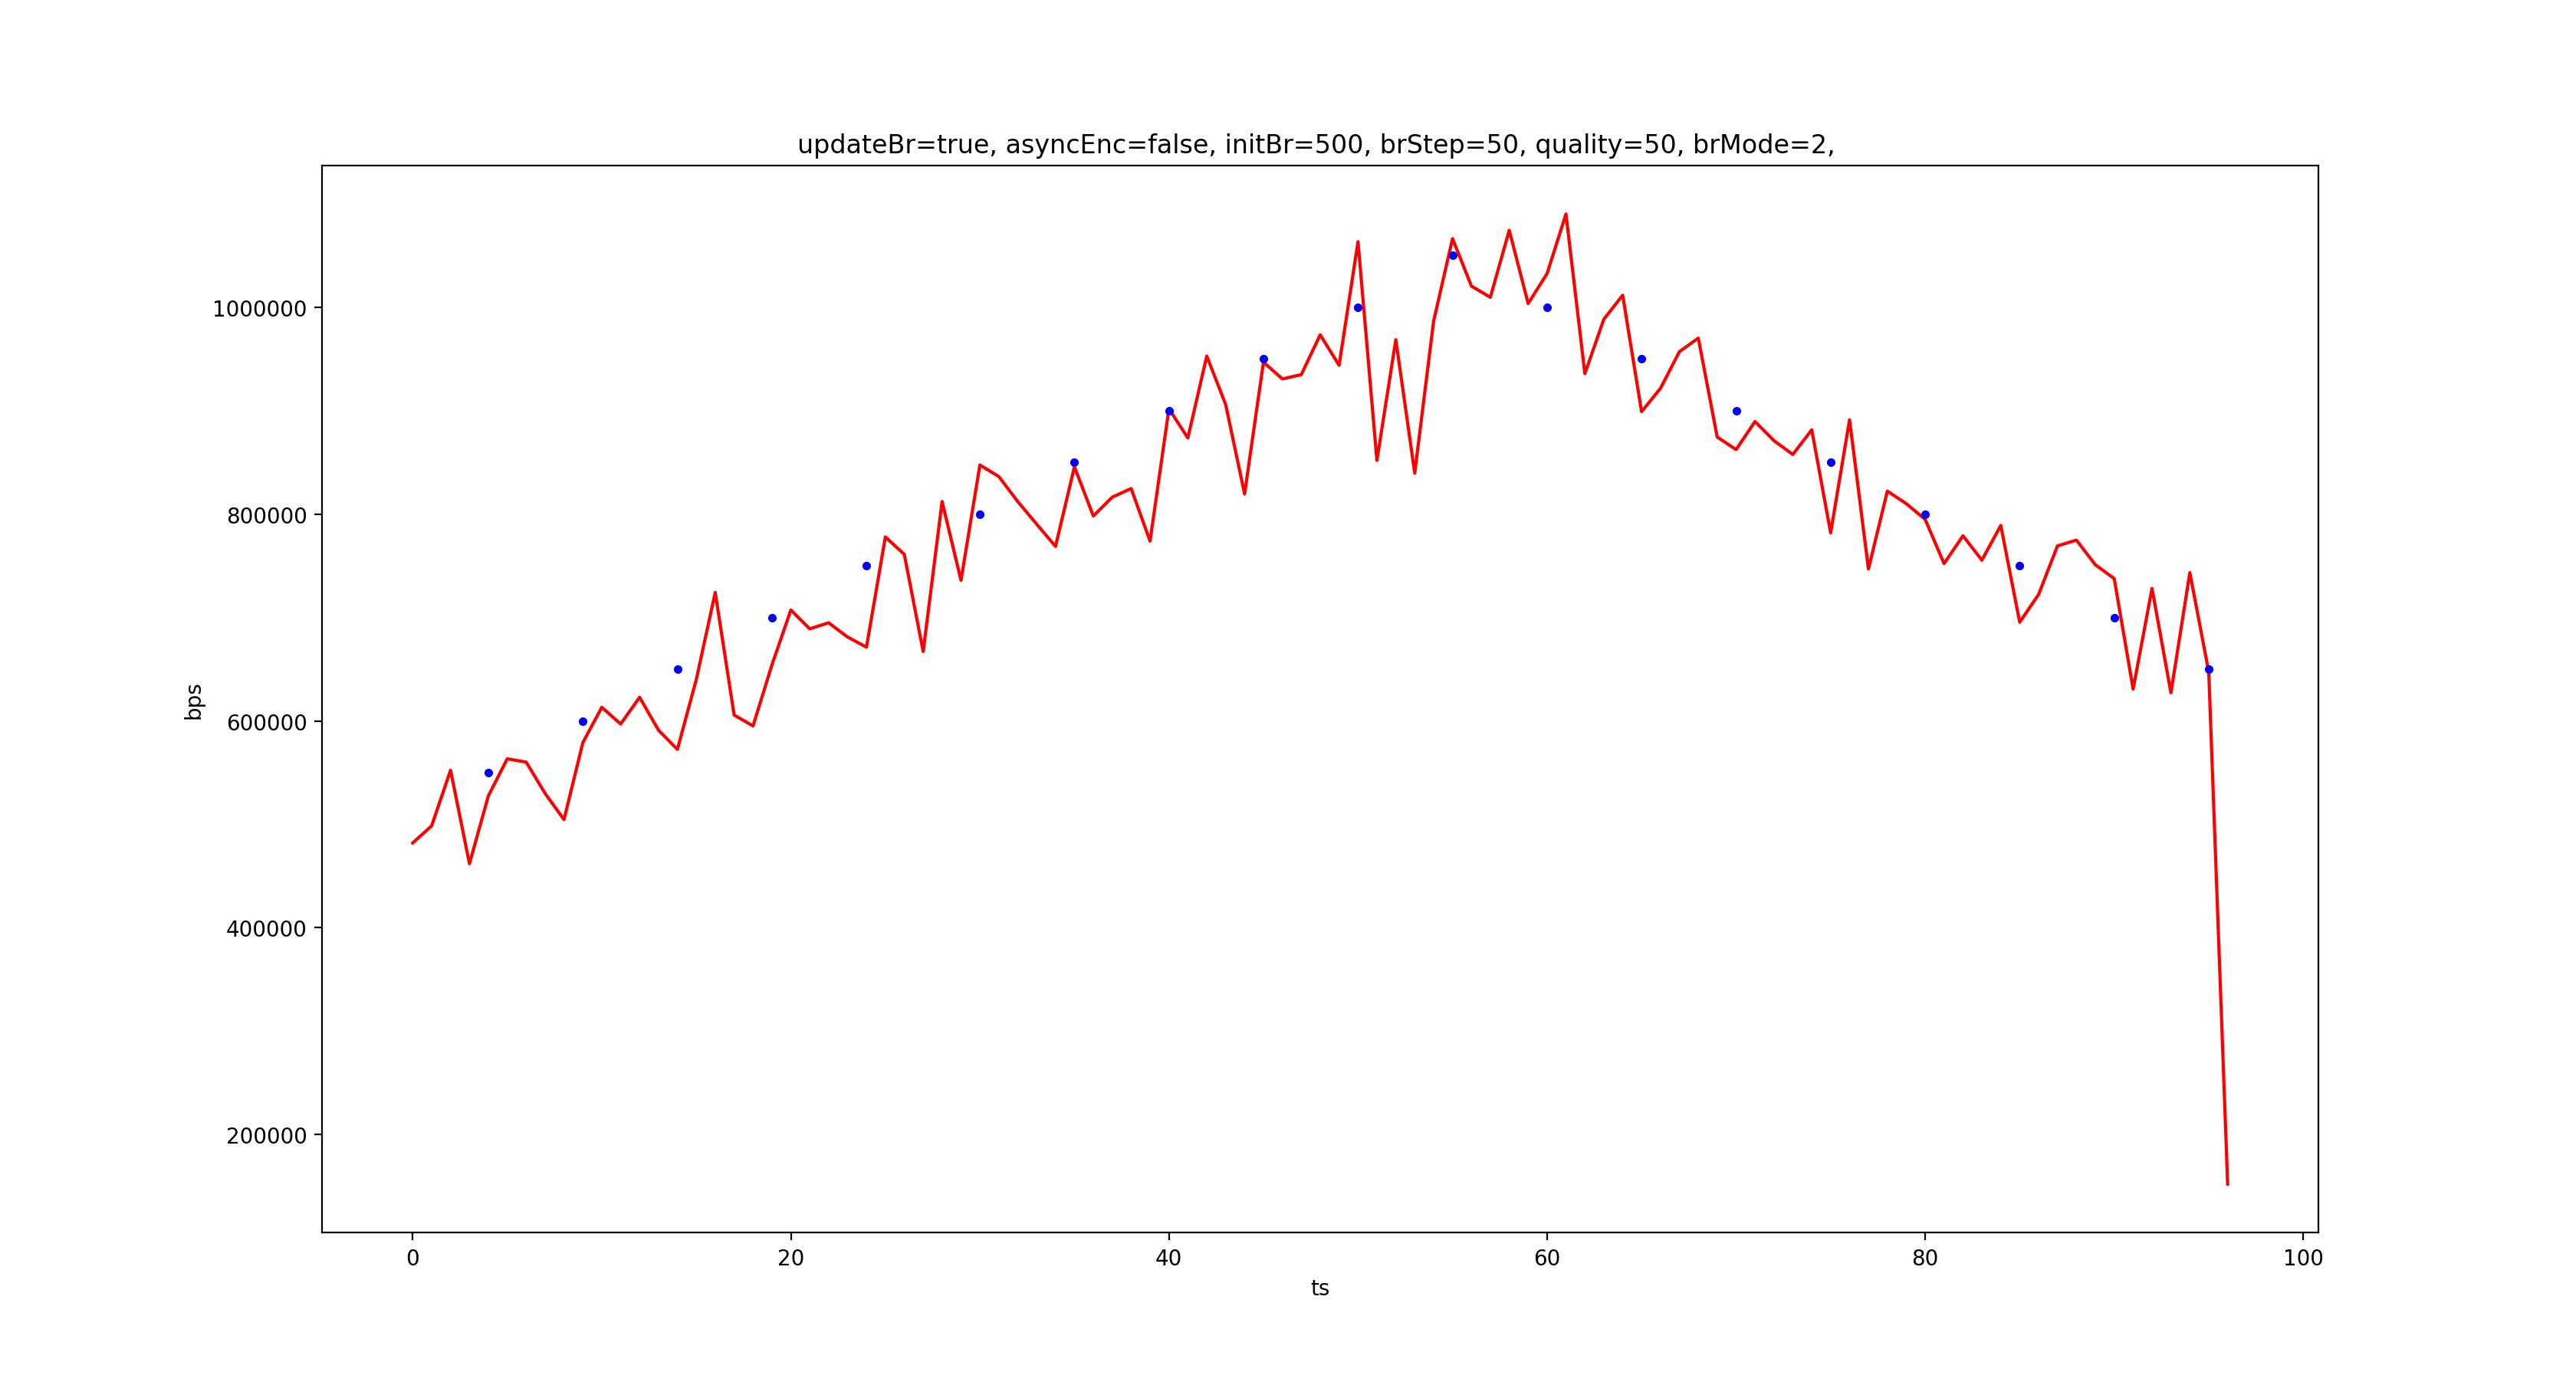 updateBr=true, asyncEnc=false, initBr=500, brStep=50, quality=50, brMode=2,
bps
1000000
800000
600000
400000
200000
0 20 40 60 80 100
ts